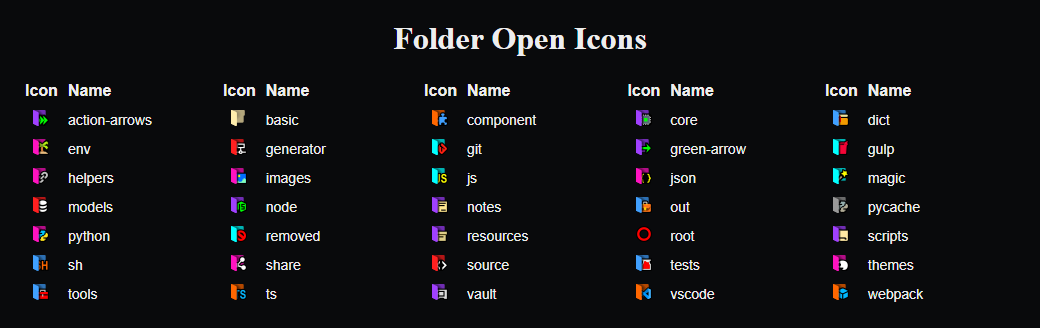 Folder Open Icons
Icon Name Icon Name Icon Name Icon Name Icon Name
action-arrows basic component core dict
env generator git green-arrow gulp
helpers images js json magic
models node notes out pycache
python removed resources root scripts
sh share source tests themes
tools ts vault vscode webpack